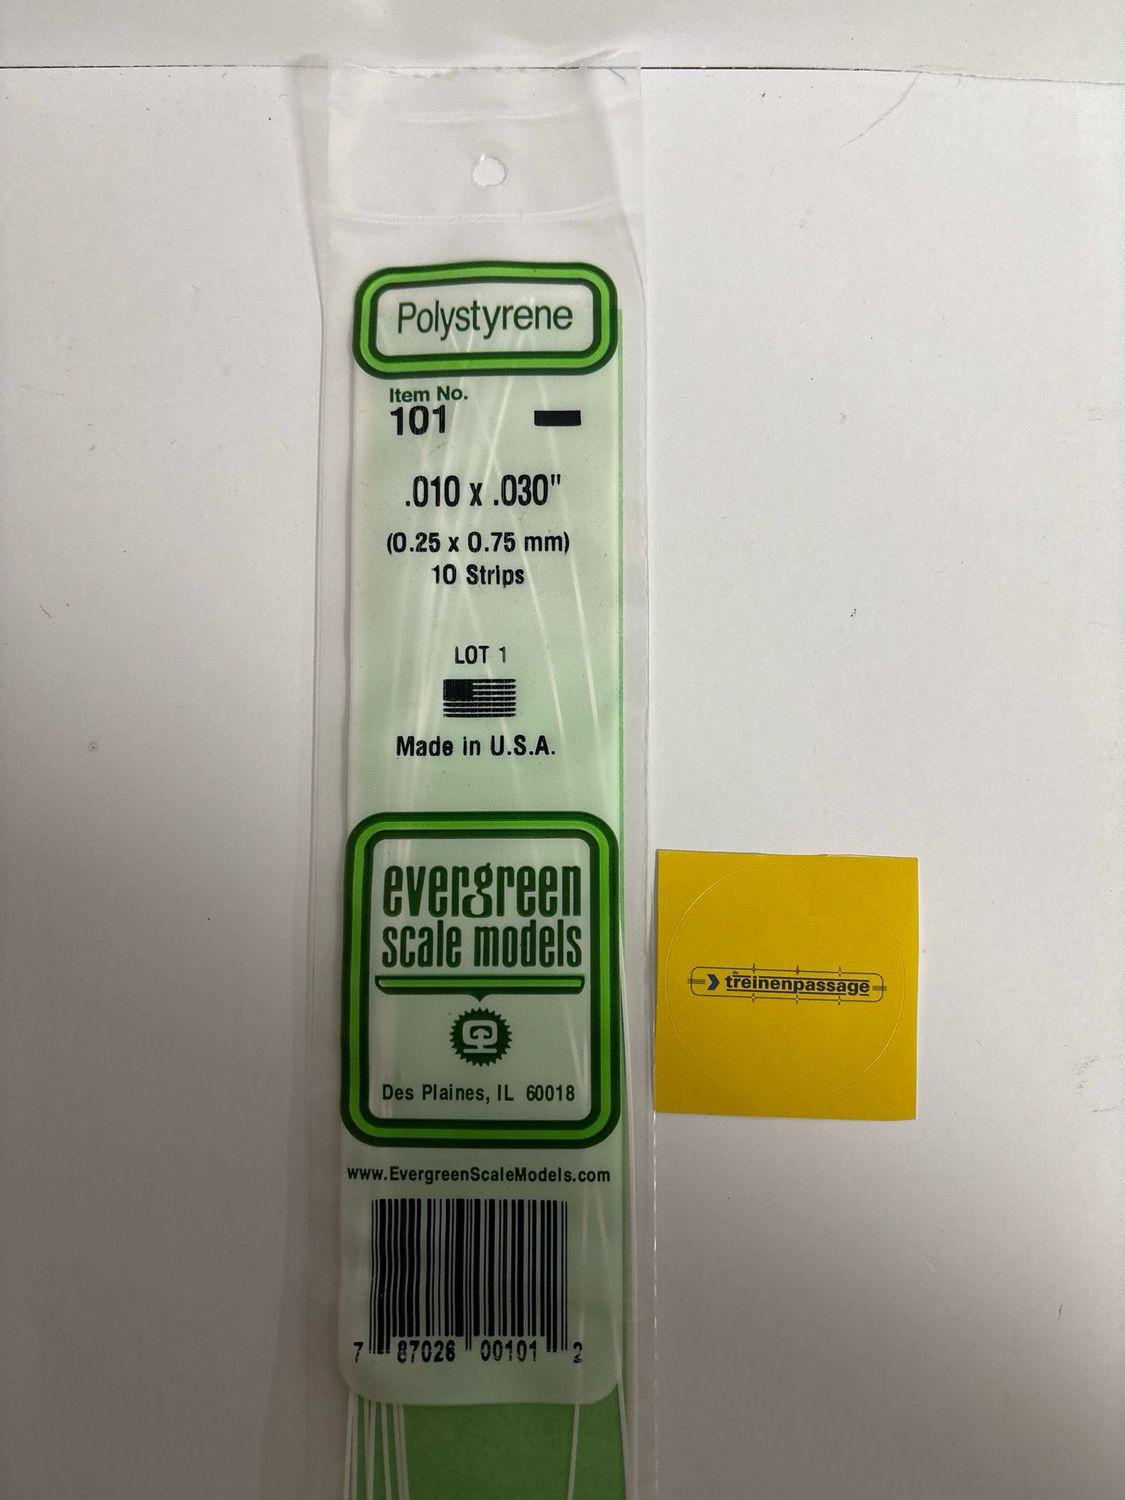 Polystyrene
Item No.
101
.010 x .030"
(0.25 x 0.75 mm)
10 Strips
LOT 1
Made in U.S.A.
evergreen
scale models
Des Plaines, IL 60018
www.EvergreenScaleModels.com
7 87026 00101 2
de
treinenpassage